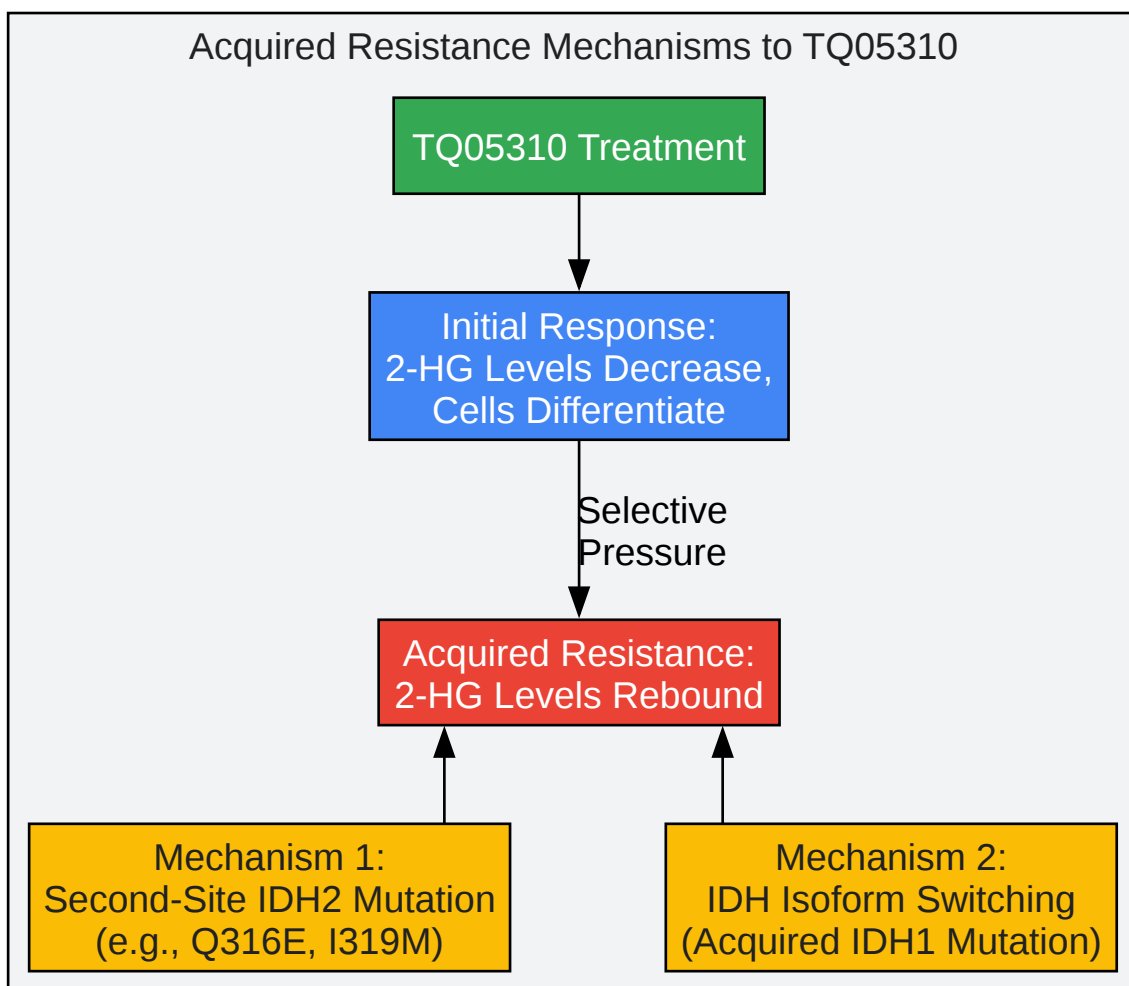 Acquired Resistance Mechanisms to TQ05310
TQ05310 Treatment
Initial Response:
2-HG Levels Decrease,
Cells Differentiate
Selective
Pressure
Acquired Resistance:
2-HG Levels Rebound
Mechanism 1:
Second-Site IDH2 Mutation
(e.g., Q316E, I319M)
Mechanism 2:
IDH Isoform Switching
(Acquired IDH1 Mutation)